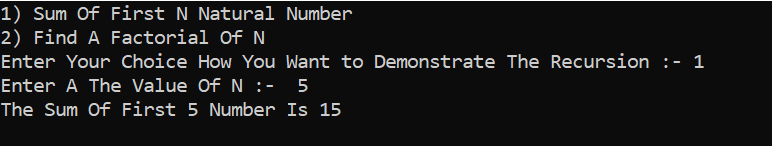 1) Sum Of First N Natural Number
2) Find A Factorial Of N
Enter Your Choice How You Want to Demonstrate The Recursion :- 1
Enter A The Value Of N :-  5
The Sum Of First 5 Number Is 15